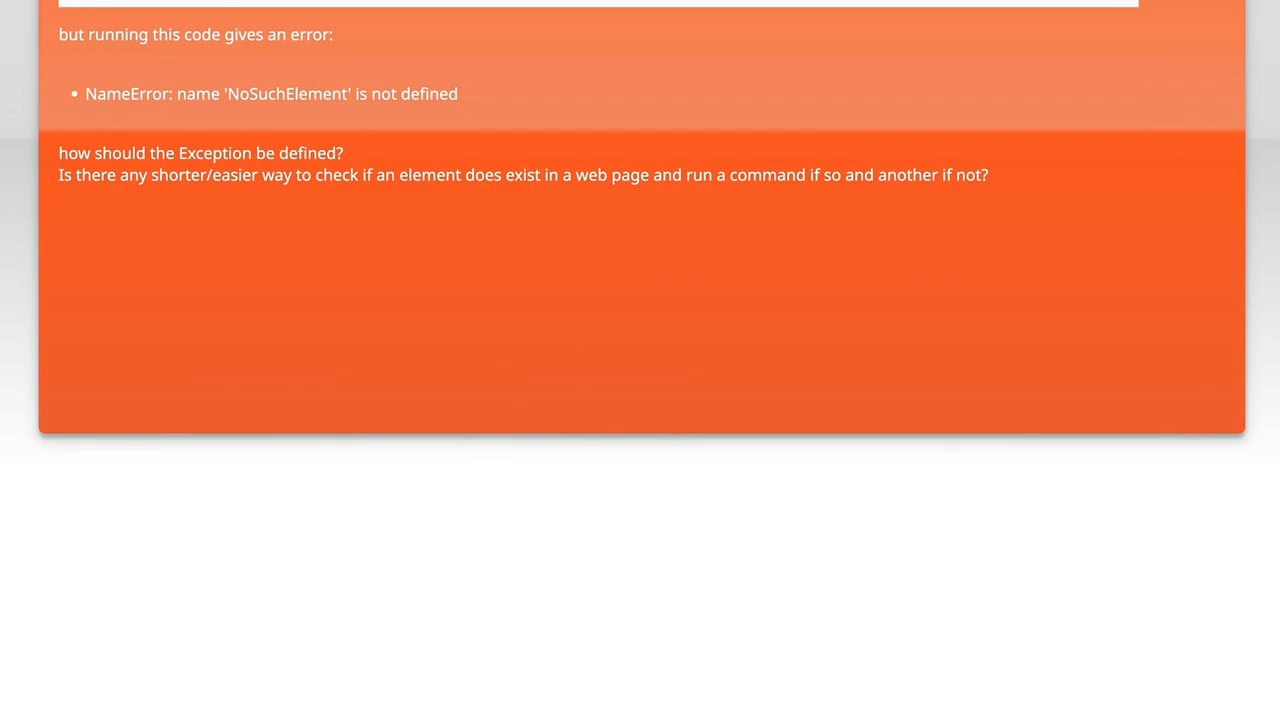 but running this code gives an error:
• NameError: name 'NoSuchElement' is not defined
how should the Exception be defined?
Is there any shorter/easier way to check if an element does exist in a web page and run a command if so and another if not?